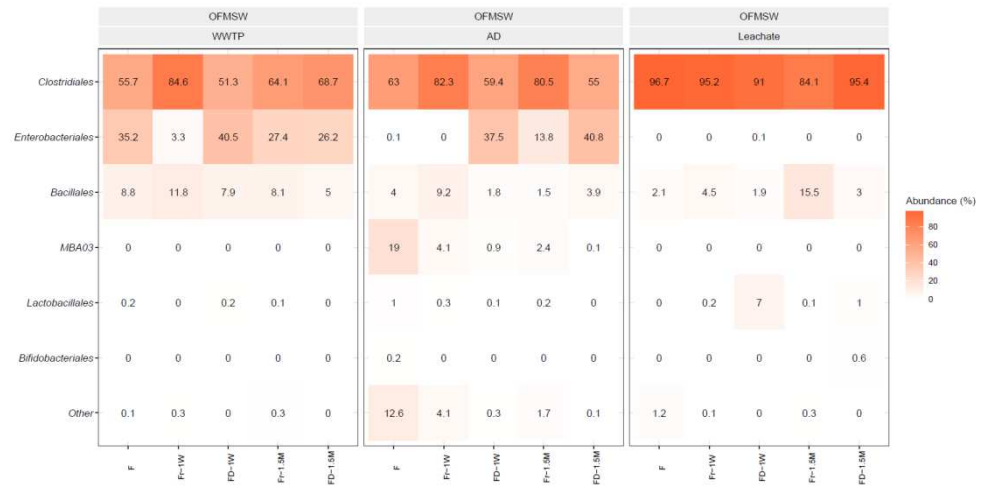 OFMSW OFMSW OFMSW
WWTP AD Leachate
Clostridiales 55.7 84.6 51.3 64.1 68.7 63 82.3 59.4 80.5 55 96.7 95.2 91 84.1 95.4
Enterobacteriales 35.2 3.3 40.5 27.4 26.2 0.1 0 37.5 13.8 40.8 0 0 0.1 0 0
Bacillales 8.8 11.8 7.9 8.1 5 4 9.2 1.8 1.5 3.9 2.1 4.5 1.9 15.5 3
MBA03 0 0 0 0 0 19 4.1 0.9 2.4 0.1 0 0 0 0 0
Lactobacillales 0.2 0 0.2 0.1 0 1 0.3 0.1 0.2 0 0 0.2 7 0.1 1
Bifidobacteriales 0 0 0 0 0 0.2 0 0 0 0 0 0 0 0 0.6
Other 0.1 0.3 0 0.3 0 12.6 4.1 0.3 1.7 0.1 1.2 0.1 0 0.3 0
F Fr-1W FD-1W Fr-1.5M FD-1.5M F Fr-1W FD-1W Fr-1.5M FD-1.5M F Fr-1W FD-1W Fr-1.5M FD-1.5M
Abundance (%)
80
60
40
20
0